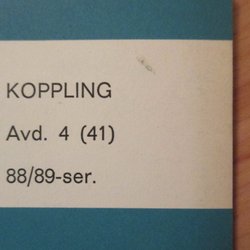 KOPPLING
Avd. 4 (41)
88/89-ser.